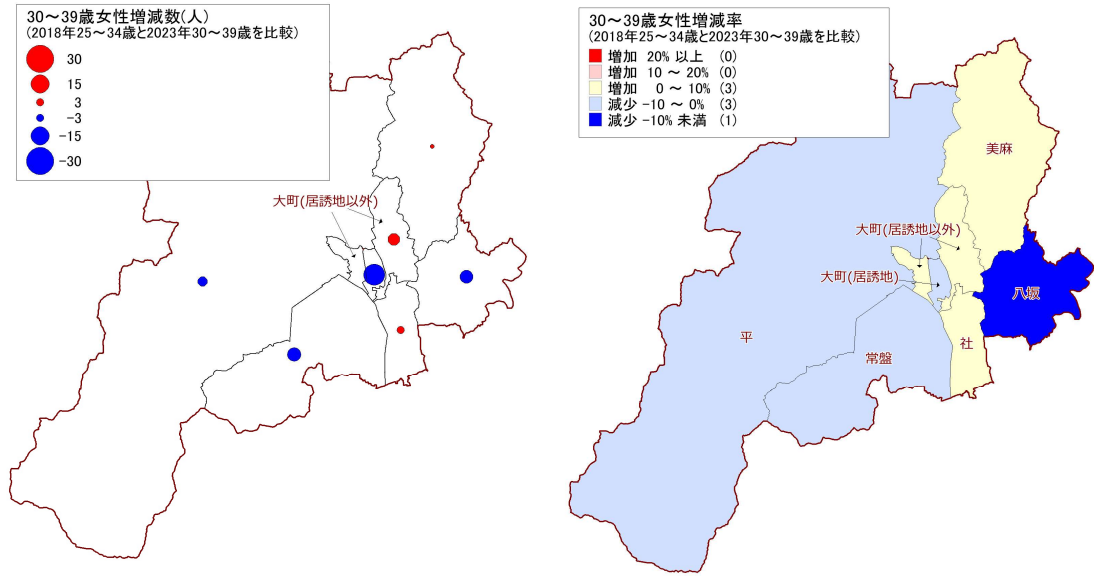 30～39歳女性増減数(人)
(2018年25～34歳と2023年30～39歳を比較)
30
15
3
-3
-15
-30
大町(居誘地以外)
30～39歳女性増減率
(2018年25～34歳と2023年30～39歳を比較)
増加 20% 以上 (0)
増加 10 ～ 20% (0)
増加 0 ～ 10% (3)
減少 -10 ～ 0% (3)
減少 -10% 未満 (1)
美麻
大町(居誘地以外)
大町(居誘地)
八坂
平
社
常盤